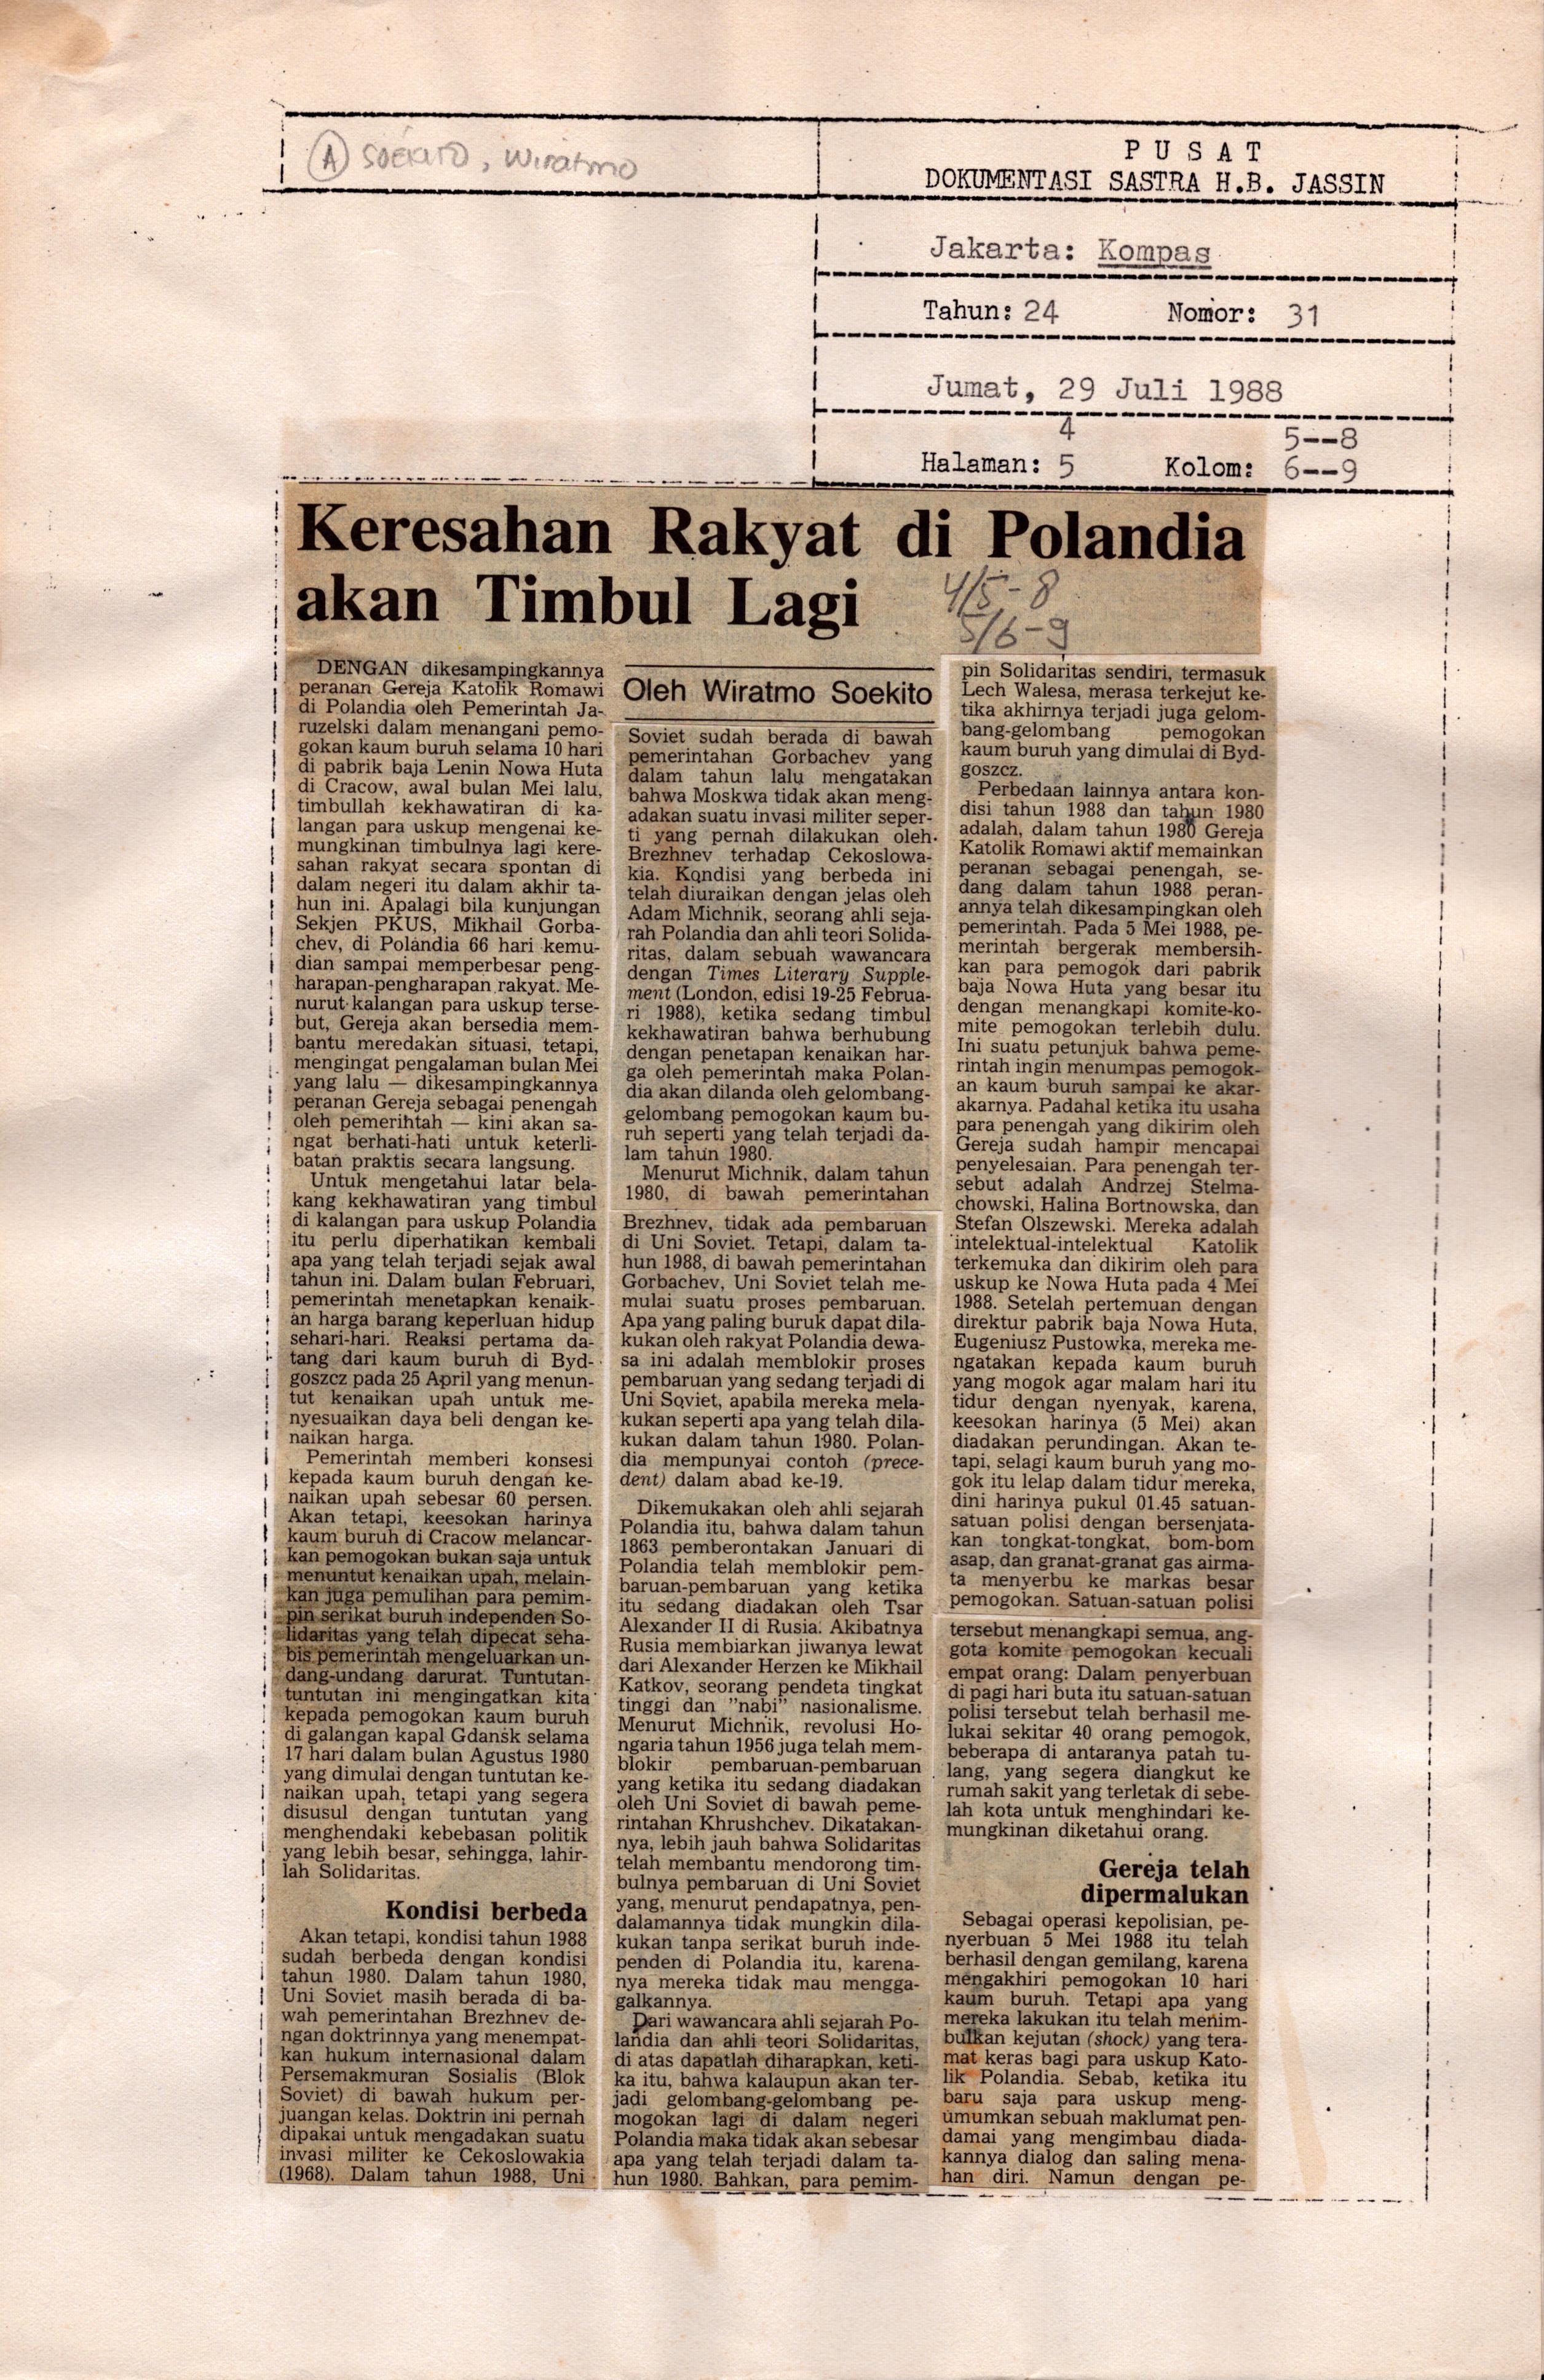 (A) Soekito, Wiratmo
P U S A T
DOKUMENTASI SASTRA H.B. JASSIN
Jakarta: Kompas
Tahun: 24 Nomor: 31
Jumat, 29 Juli 1988
4 5--8
Halaman: 5 Kolom: 6--9
Keresahan Rakyat di Polandia
akan Timbul Lagi
4/5-8
5/6-9
DENGAN dikesampingkannya
peranan Gereja Katolik Romawi
di Polandia oleh Pemerintah Ja-
ruzelski dalam menangani pemo-
gokan kaum buruh selama 10 hari
di pabrik baja Lenin Nowa Huta
di Cracow, awal bulan Mei lalu,
timbullah kekhawatiran di ka-
langan para uskup mengenai ke-
mungkinan timbulnya lagi kere-
sahan rakyat secara spontan di
dalam negeri itu dalam akhir ta-
hun ini. Apalagi bila kunjungan
Sekjen PKUS, Mikhail Gorba-
chev, di Polandia 66 hari kemu-
dian sampai memperbesar peng-
harapan-pengharapan rakyat. Me-
nurut kalangan para uskup terse-
but, Gereja akan bersedia mem-
bantu meredakan situasi, tetapi,
mengingat pengalaman bulan Mei
yang lalu — dikesampingkannya
peranan Gereja sebagai penengah
oleh pemerihtah — kini akan sa-
ngat berhati-hati untuk keterli-
batan praktis secara langsung.
Untuk mengetahui latar bela-
kang kekhawatiran yang timbul
di kalangan para uskup Polandia
itu perlu diperhatikan kembali
apa yang telah terjadi sejak awal
tahun ini. Dalam bulan Februari,
pemerintah menetapkan kenaik-
an harga barang keperluan hidup
sehari-hari. Reaksi pertama da-
tang dari kaum buruh di Byd-
goszcz pada 25 April yang menun-
tut kenaikan upah untuk me-
nyesuaikan daya beli dengan ke-
naikan harga.
Pemerintah memberi konsesi
kepada kaum buruh dengan ke-
naikan upah sebesar 60 persen.
Akan tetapi, keesokan harinya
kaum buruh di Cracow melancar-
kan pemogokan bukan saja untuk
menuntut kenaikan upah, melain-
kan juga pemulihan para pemim-
pin serikat buruh independen So-
lidaritas yang telah dipecat seha-
bis pemerintah mengeluarkan un-
dang-undang darurat. Tuntutan-
tuntutan ini mengingatkan kita
kepada pemogokan kaum buruh
di galangan kapal Gdansk selama
17 hari dalam bulan Agustus 1980
yang dimulai dengan tuntutan ke-
naikan upah, tetapi yang segera
disusul dengan tuntutan yang
menghendaki kebebasan politik
yang lebih besar, sehingga, lahir-
lah Solidaritas.
Kondisi berbeda
Akan tetapi, kondisi tahun 1988
sudah berbeda dengan kondisi
tahun 1980. Dalam tahun 1980,
Uni Soviet masih berada di ba-
wah pemerintahan Brezhnev de-
ngan doktrinnya yang menempat-
kan hukum internasional dalam
Persemakmuran Sosialis (Blok
Soviet) di bawah hukum per-
juangan kelas. Doktrin ini pernah
dipakai untuk mengadakan suatu
invasi militer ke Cekoslowakia
(1968). Dalam tahun 1988, Uni
Oleh Wiratmo Soekito
Soviet sudah berada di bawah
pemerintahan Gorbachev yang
dalam tahun lalu mengatakan
bahwa Moskwa tidak akan meng-
adakan suatu invasi militer seper-
ti yang pernah dilakukan oleh
Brezhnev terhadap Cekoslowa-
kia. Kondisi yang berbeda ini
telah diuraikan dengan jelas oleh
Adam Michnik, seorang ahli seja-
rah Polandia dan ahli teori Solida-
ritas, dalam sebuah wawancara
dengan Times Literary Supple-
ment (London, edisi 19-25 Februa-
ri 1988), ketika sedang timbul
kekhawatiran bahwa berhubung
dengan penetapan kenaikan har-
ga oleh pemerintah maka Polan-
dia akan dilanda oleh gelombang-
gelombang pemogokan kaum bu-
ruh seperti yang telah terjadi da-
lam tahun 1980.
Menurut Michnik, dalam tahun
1980, di bawah pemerintahan
Brezhnev, tidak ada pembaruan
di Uni Soviet. Tetapi, dalam ta-
hun 1988, di bawah pemerintahan
Gorbachev, Uni Soviet telah me-
mulai suatu proses pembaruan.
Apa yang paling buruk dapat dila-
kukan oleh rakyat Polandia dewa-
sa ini adalah memblokir proses
pembaruan yang sedang terjadi di
Uni Soviet, apabila mereka mela-
kukan seperti apa yang telah dila-
kukan dalam tahun 1980. Polan-
dia mempunyai contoh (prece-
dent) dalam abad ke-19.
Dikemukakan oleh ahli sejarah
Polandia itu, bahwa dalam tahun
1863 pemberontakan Januari di
Polandia telah memblokir pem-
baruan-pembaruan yang ketika
itu sedang diadakan oleh Tsar
Alexander II di Rusia. Akibatnya
Rusia membiarkan jiwanya lewat
dari Alexander Herzen ke Mikhail
Katkov, seorang pendeta tingkat
tinggi dan "nabi" nasionalisme.
Menurut Michnik, revolusi Ho-
ngaria tahun 1956 juga telah mem-
blokir pembaruan-pembaruan
yang ketika itu sedang diadakan
oleh Uni Soviet di bawah peme-
rintahan Khrushchev. Dikatakan-
nya, lebih jauh bahwa Solidaritas
telah membantu mendorong tim-
bulnya pembaruan di Uni Soviet
yang, menurut pendapatnya, pen-
dalamannya tidak mungkin dila-
kukan tanpa serikat buruh inde-
penden di Polandia itu, karena-
nya mereka tidak mau mengga-
galkannya.
Dari wawancara ahli sejarah Po-
landia dan ahli teori Solidaritas,
di atas dapatlah diharapkan, keti-
ka itu, bahwa kalaupun akan ter-
jadi gelombang-gelombang pe-
mogokan lagi di dalam negeri
Polandia maka tidak akan sebesar
apa yang telah terjadi dalam ta-
hun 1980. Bahkan, para pemim-
pin Solidaritas sendiri, termasuk
Lech Walesa, merasa terkejut ke-
tika akhirnya terjadi juga gelom-
bang-gelombang pemogokan
kaum buruh yang dimulai di Byd-
goszcz.
Perbedaan lainnya antara kon-
disi tahun 1988 dan tahun 1980
adalah, dalam tahun 1980 Gereja
Katolik Romawi aktif memainkan
peranan sebagai penengah, se-
dang dalam tahun 1988 peran-
annya telah dikesampingkan oleh
pemerintah. Pada 5 Mei 1988, pe-
merintah bergerak membersih-
kan para pemogok dari pabrik
baja Nowa Huta yang besar itu
dengan menangkapi komite-ko-
mite pemogokan terlebih dulu.
Ini suatu petunjuk bahwa peme-
rintah ingin menumpas pemogok-
an kaum buruh sampai ke akar-
akarnya. Padahal ketika itu usaha
para penengah yang dikirim oleh
Gereja sudah hampir mencapai
penyelesaian. Para penengah ter-
sebut adalah Andrzej Stelma-
chowski, Halina Bortnowska, dan
Stefan Olszewski. Mereka adalah
intelektual-intelektual Katolik
terkemuka dan dikirim oleh para
uskup ke Nowa Huta pada 4 Mei
1988. Setelah pertemuan dengan
direktur pabrik baja Nowa Huta,
Eugeniusz Pustowka, mereka me-
ngatakan kepada kaum buruh
yang mogok agar malam hari itu
tidur dengan nyenyak, karena,
keesokan harinya (5 Mei) akan
diadakan perundingan. Akan te-
tapi, selagi kaum buruh yang mo-
gok itu lelap dalam tidur mereka,
dini harinya pukul 01.45 satuan-
satuan polisi dengan bersenjata-
kan tongkat-tongkat, bom-bom
asap, dan granat-granat gas airma-
ta menyerbu ke markas besar
pemogokan. Satuan-satuan polisi
tersebut menangkapi semua, ang-
gota komite pemogokan kecuali
empat orang: Dalam penyerbuan
di pagi hari buta itu satuan-satuan
polisi tersebut telah berhasil me-
lukai sekitar 40 orang pemogok,
beberapa di antaranya patah tu-
lang, yang segera diangkut ke
rumah sakit yang terletak di sebe-
lah kota untuk menghindari ke-
mungkinan diketahui orang.
Gereja telah
dipermalukan
Sebagai operasi kepolisian, pe-
nyerbuan 5 Mei 1988 itu telah
berhasil dengan gemilang, karena
mengakhiri pemogokan 10 hari
kaum buruh. Tetapi apa yang
mereka lakukan itu telah menim-
bulkan kejutan (shock) yang tera-
mat keras bagi para uskup Kato-
lik Polandia. Sebab, ketika itu
baru saja para uskup meng-
umumkan sebuah maklumat pen-
damai yang mengimbau diada-
kannya dialog dan saling mena-
han diri. Namun dengan pe-